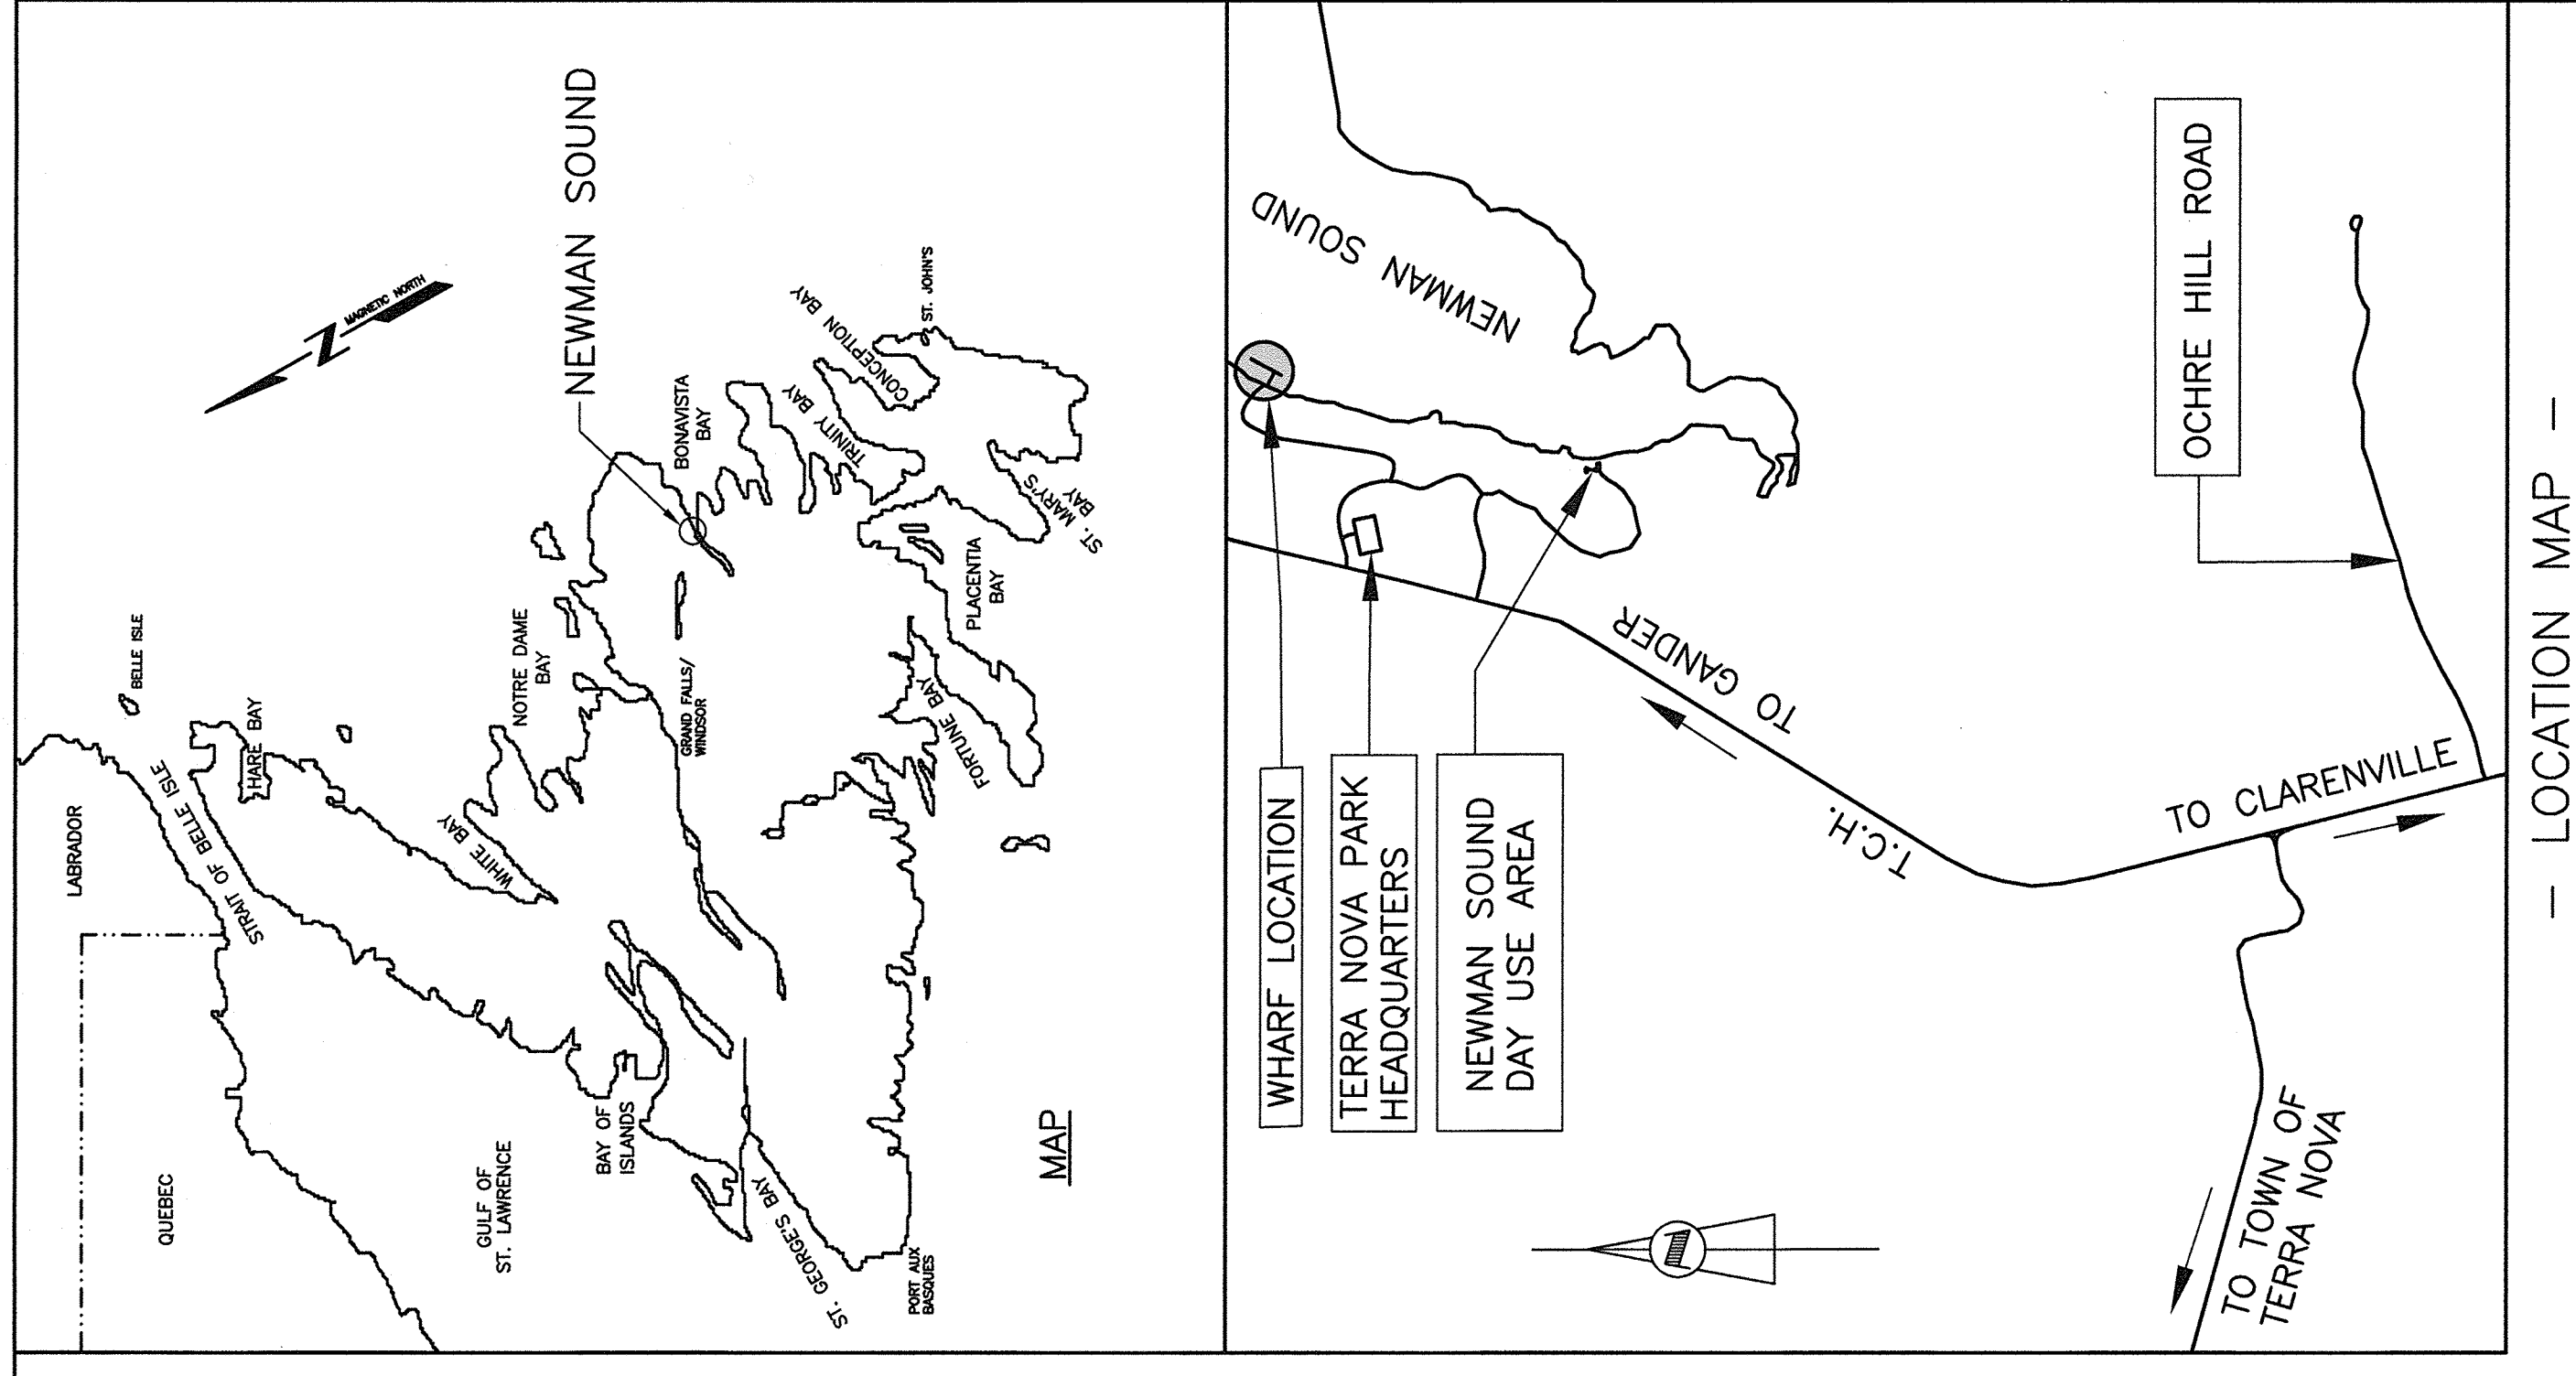 LABRADOR
QUEBEC
STRAIT OF BELLE ISLE
BELLE ISLE
HARE BAY
WHITE BAY
NOTRE DAME
BAY
GULF OF
ST. LAWRENCE
BAY OF
ISLANDS
GRAND FALLS/
WINDSOR
MAGNETIC NORTH
N
NEWMAN SOUND
BONAVISTA
BAY
TRINITY BAY
CONCEPTION BAY
ST. JOHN'S
ST. MARY'S
BAY
PLACENTIA
BAY
FORTUNE BAY
ST. GEORGE'S BAY
PORT AUX
BASQUES
MAP
NEWMAN SOUND
WHARF LOCATION
TERRA NOVA PARK
HEADQUARTERS
NEWMAN SOUND
DAY USE AREA
TO GANDER
T.C.H.
TO CLARENVILLE
OCHRE HILL ROAD
TO TOWN OF
TERRA NOVA
N
- LOCATION MAP -